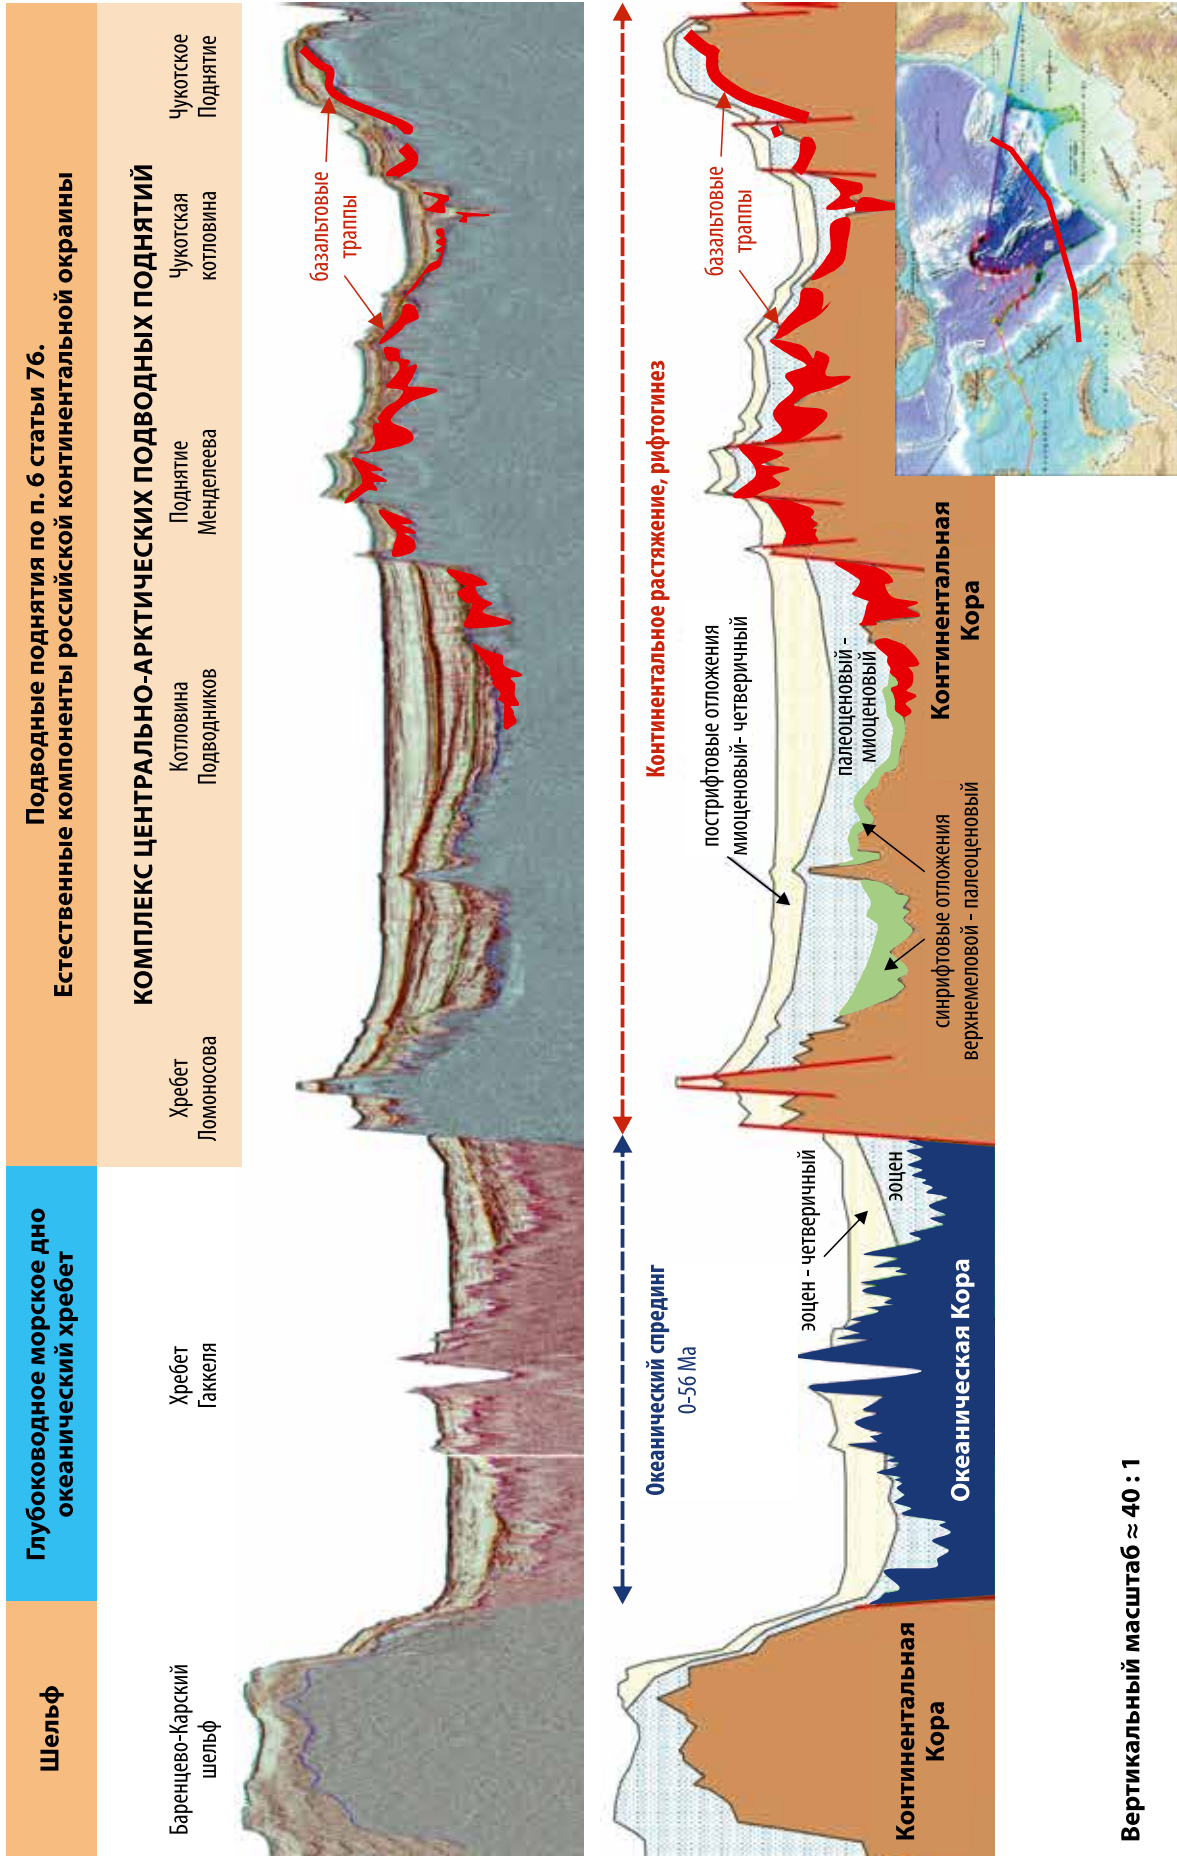 Шельф
Глубоководное морское дно
океанический хребет
Подводные поднятия по п. 6 статьи 76.
Естественные компоненты российской континентальной окраины
КОМПЛЕКС ЦЕНТРАЛЬНО-АРКТИЧЕСКИХ ПОДВОДНЫХ ПОДНЯТИЙ
Баренцево-Карский
шельф
Хребет
Гаккеля
Хребет
Ломоносова
Котловина
Подводников
Поднятие
Менделеева
Чукотская
котловина
Чукотское
Поднятие
базальтовые
траппы
Океанический спрединг
0-56 Ma
Континентальное растяжение, рифтогинез
эоцен - четверичный
эоцен
пострифтовые отложения
миоценовый- четверичный
палеоценовый -
миоценовый
базальтовые
траппы
синрифтовые отложения
верхнемеловой - палеоценовый
Континентальная
Кора
Океаническая Кора
Континентальная
Кора
Вертикальный масштаб ≈ 40 : 1